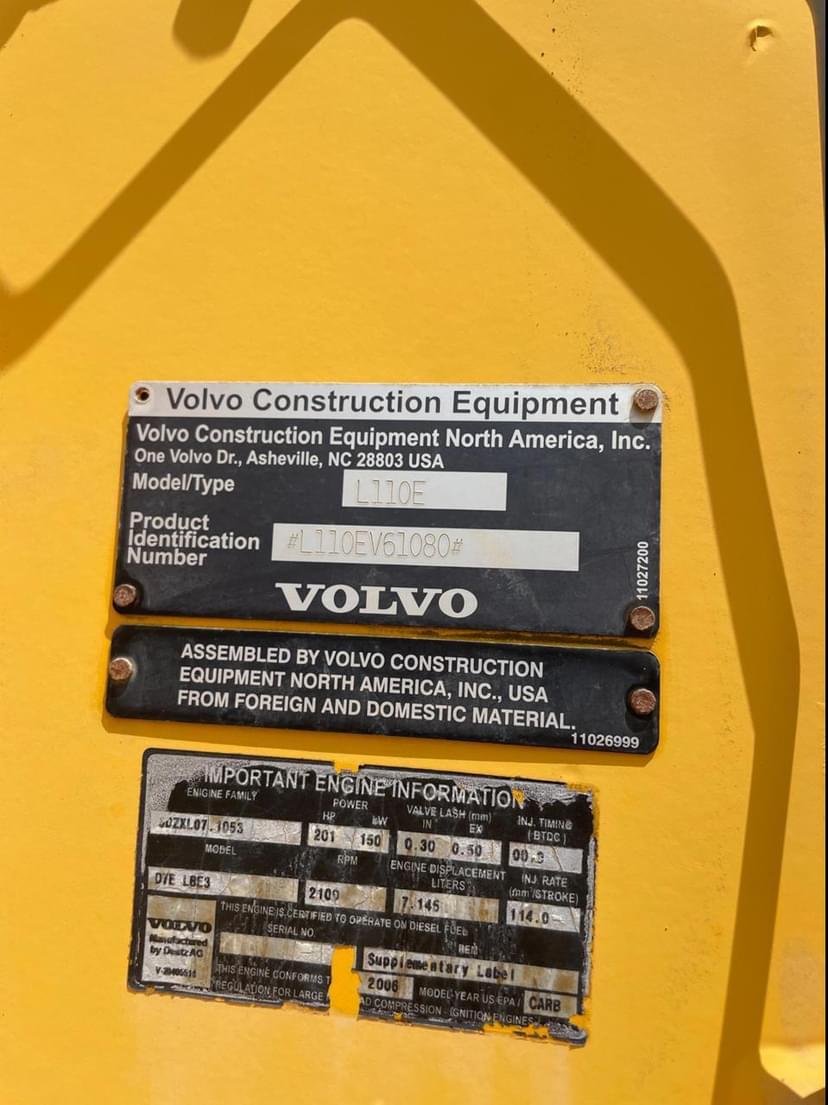 Volvo Construction Equipment
Volvo Construction Equipment North America, Inc.
One Volvo Dr., Asheville, NC 28803 USA
Model/Type L110E
Product Identification Number #L110EV61080#
11027200
VOLVO
ASSEMBLED BY VOLVO CONSTRUCTION
EQUIPMENT NORTH AMERICA, INC., USA
FROM FOREIGN AND DOMESTIC MATERIAL.
11026999
IMPORTANT ENGINE INFORMATION
ENGINE FAMILY POWER VALVE LASH (mm) INJ. TIMING
HP kW IN EX (BTDC)
201 150 0.30 0.50
MODEL RPM ENGINE DISPLACEMENT INJ. RATE
LITERS (mm³/STROKE)
DYE LBE3 2100 7.145 114.0
THIS ENGINE IS CERTIFIED TO OPERATE ON DIESEL FUEL
VOLVO SERIAL NO. REM
Manufactured
by Deutz AG
Supplementary Label
THIS ENGINE CONFORMS T 2006 MODEL-YEAR US EPA / CARB
REGULATION FOR LARGE AD COMPRESSION - IGNITION ENGINES